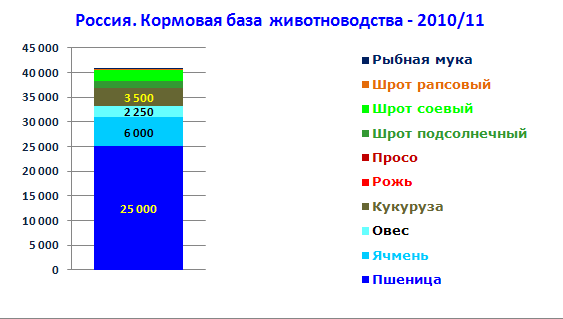 Россия. Кормовая база животноводства - 2010/11
45 000
40 000
35 000
30 000
25 000
20 000
15 000
10 000
5 000
0
3 500
2 250
6 000
25 000
Рыбная мука
Шрот рапсовый
Шрот соевый
Шрот подсолнечный
Просо
Рожь
Кукуруза
Овес
Ячмень
Пшеница